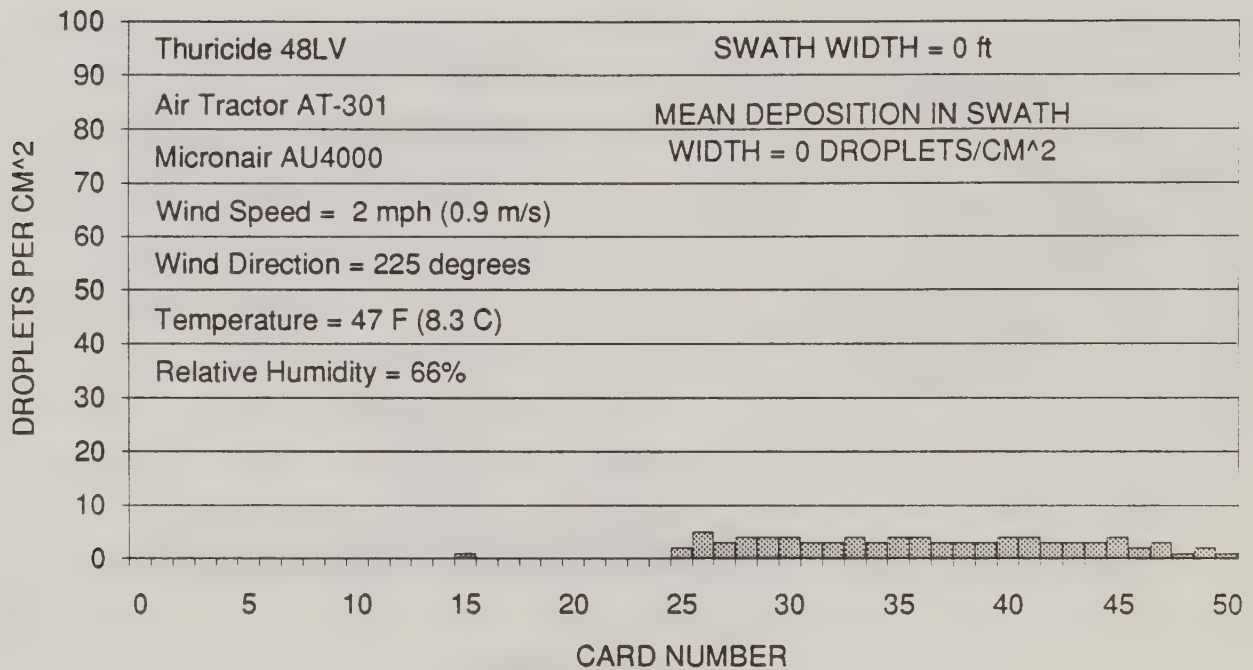 100
90
80
70
60
50
40
30
20
10
0
DROPLETS PER CM^2
Thuricide 48LV
Air Tractor AT-301
Micronair AU4000
Wind Speed = 2 mph (0.9 m/s)
Wind Direction = 225 degrees
Temperature = 47 F (8.3 C)
Relative Humidity = 66%
SWATH WIDTH = 0 ft
MEAN DEPOSITION IN SWATH
WIDTH = 0 DROPLETS/CM^2
0 5 10 15 20 25 30 35 40 45 50
CARD NUMBER